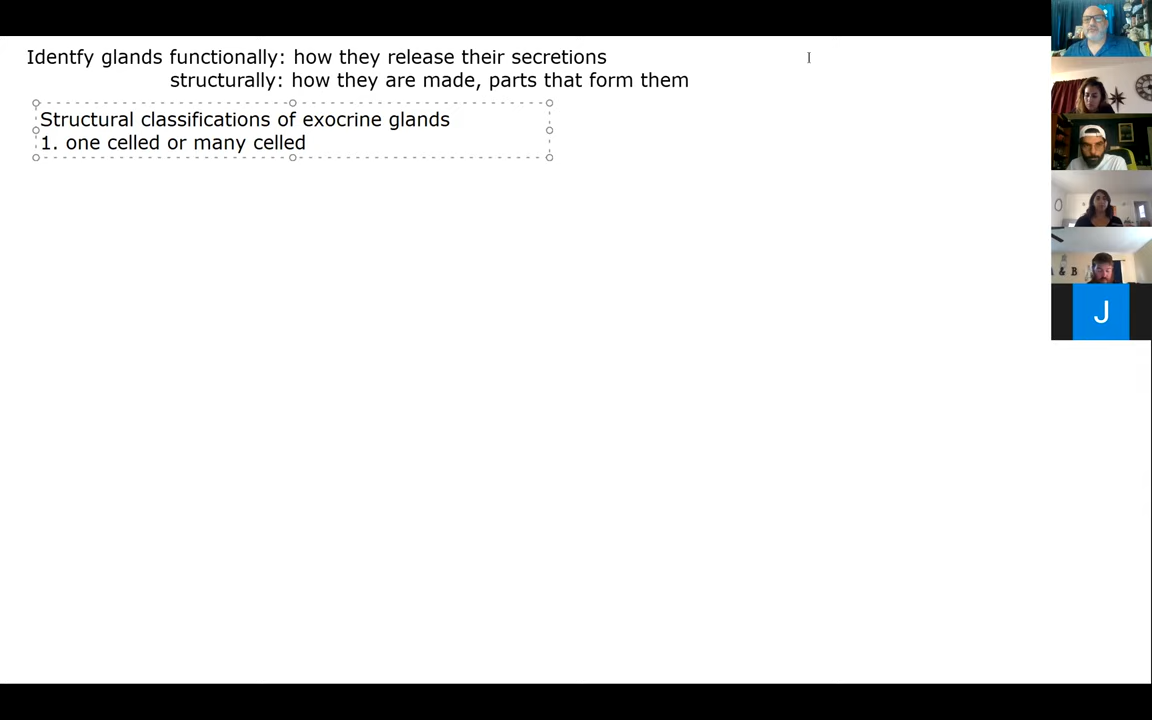 Identfy glands functionally: how they release their secretions
structurally: how they are made, parts that form them
Structural classifications of exocrine glands
1. one celled or many celled
& B
J